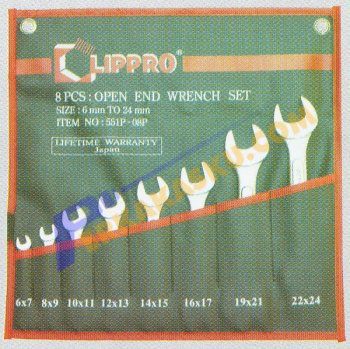 CLIPPRO®
8 PCS : OPEN END WRENCH SET
SIZE : 6 mm TO 24 mm
ITEM NO : 551P-08P
LIFETIME WARRANTY
Japan
6x7 8x9 10x11 12x13 14x15 16x17 19x21 22x24